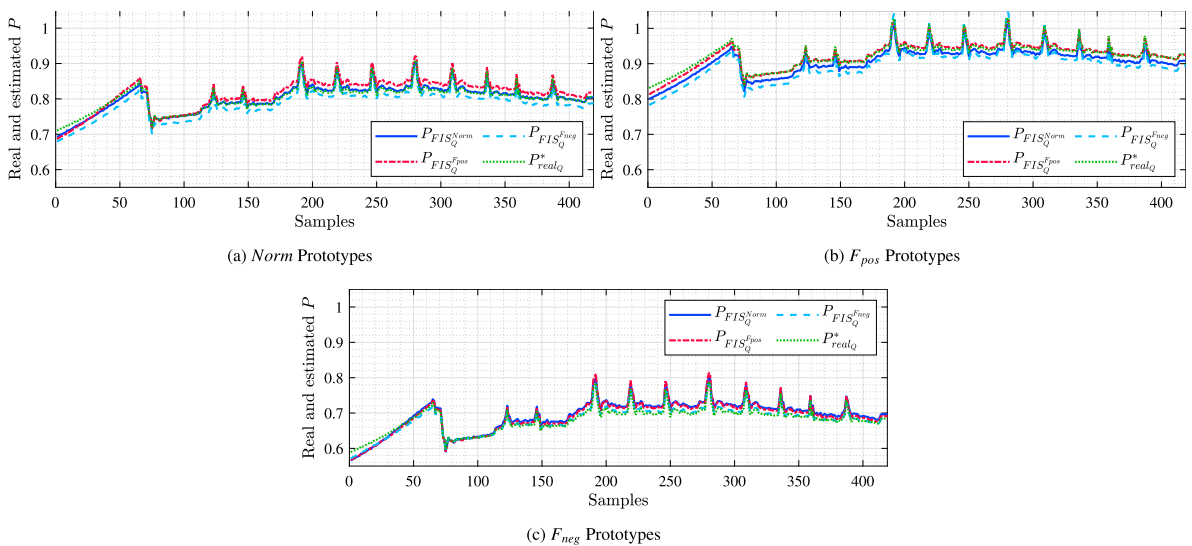 Real and estimated P
1
0.9
0.8
0.7
0.6
0 50 100 150 200 250 300 350 400
Samples
P_{FIS_Q^{Norm}} P_{FIS_Q^{Fneg}}
P_{FIS_Q^{Fpos}} P^*_{real_Q}
(a) Norm Prototypes
Real and estimated P
1
0.9
0.8
0.7
0.6
0 50 100 150 200 250 300 350 400
Samples
P_{FIS_Q^{Norm}} P_{FIS_Q^{Fneg}}
P_{FIS_Q^{Fpos}} P^*_{real_Q}
(b) F_{pos} Prototypes
Real and estimated P
1
0.9
0.8
0.7
0.6
0 50 100 150 200 250 300 350 400
Samples
P_{FIS_Q^{Norm}} P_{FIS_Q^{Fneg}}
P_{FIS_Q^{Fpos}} P^*_{real_Q}
(c) F_{neg} Prototypes